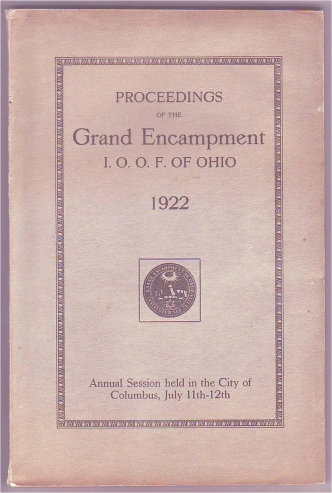 PROCEEDINGS
OF THE
Grand Encampment
I. O. O. F. OF OHIO
1922
Annual Session held in the City of
Columbus, July 11th-12th